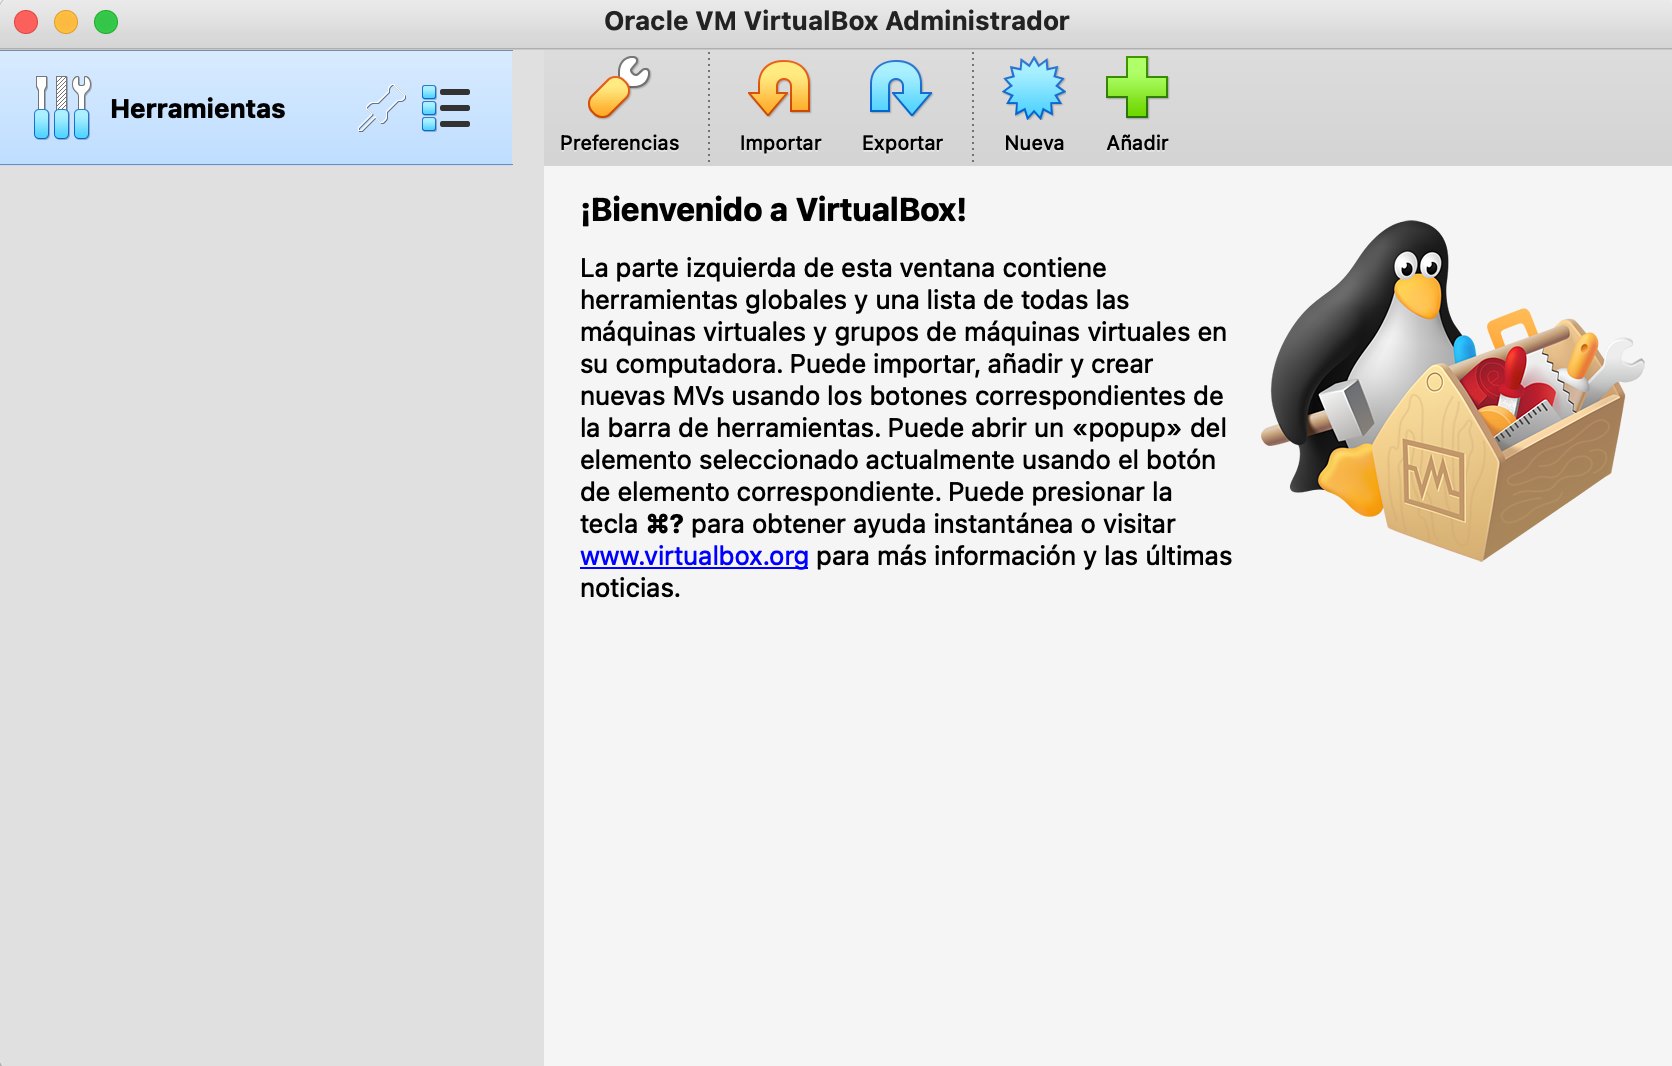 Oracle VM VirtualBox Administrador
Herramientas
Preferencias
Importar
Exportar
Nueva
Añadir
¡Bienvenido a VirtualBox!
La parte izquierda de esta ventana contiene
herramientas globales y una lista de todas las
máquinas virtuales y grupos de máquinas virtuales en
su computadora. Puede importar, añadir y crear
nuevas MVs usando los botones correspondientes de
la barra de herramientas. Puede abrir un «popup» del
elemento seleccionado actualmente usando el botón
de elemento correspondiente. Puede presionar la
tecla ⌘? para obtener ayuda instantánea o visitar
www.virtualbox.org para más información y las últimas
noticias.